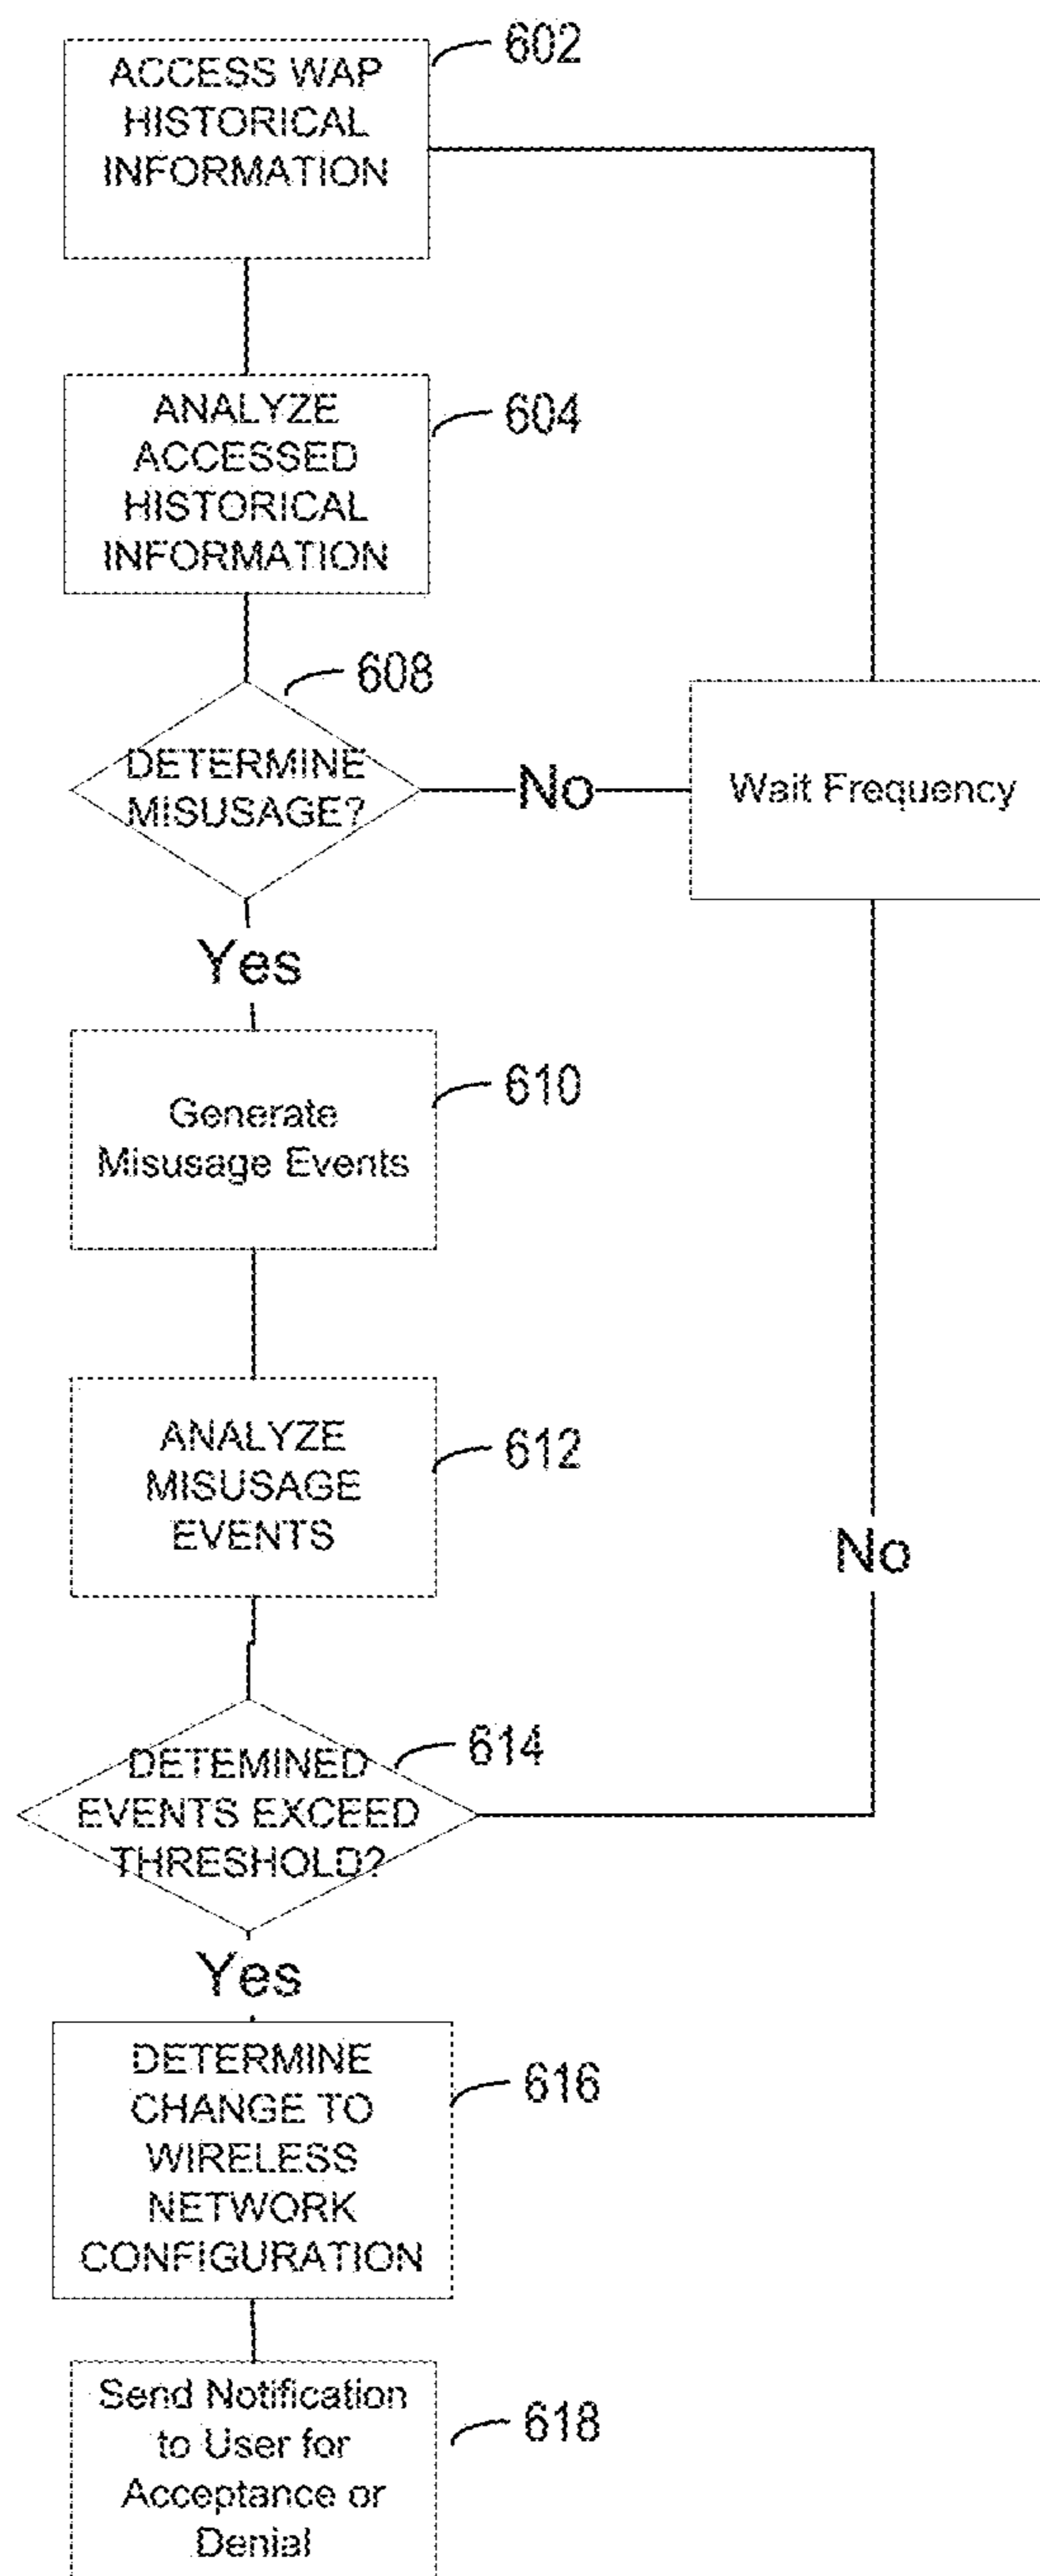 ACCESS WAP
HISTORICAL
INFORMATION
602
ANALYZE
ACCESSED
HISTORICAL
INFORMATION
604
608
DETERMINE
MISUSAGE?
No
Wait Frequency
Yes
Generate
Misusage Events
610
ANALYZE
MISUSAGE
EVENTS
612
No
DETEMINED
EVENTS EXCEED
THRESHOLD?
614
Yes
DETERMINE
CHANGE TO
WIRELESS
NETWORK
CONFIGURATION
616
Send Notification
to User for
Acceptance or
Denial
618